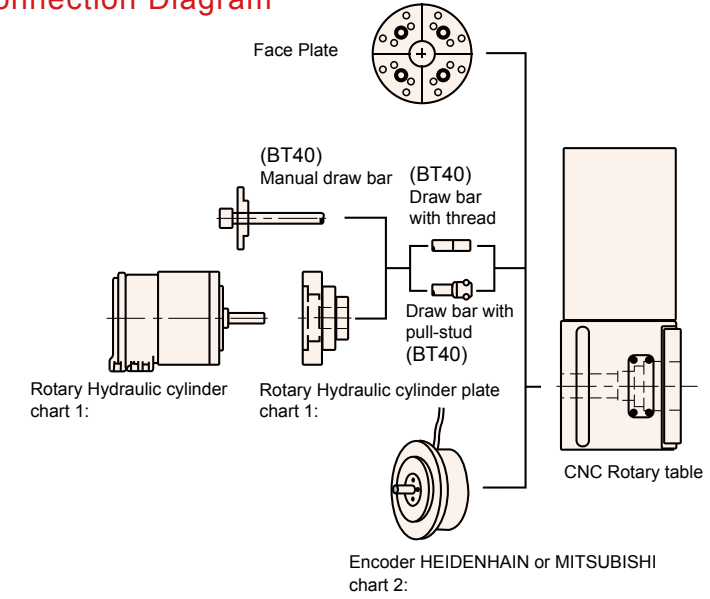 onnection Diagram
Face Plate
(BT40)
Manual draw bar
(BT40)
Draw bar
with thread
Draw bar with
pull-stud
(BT40)
Rotary Hydraulic cylinder
chart 1:
Rotary Hydraulic cylinder plate
chart 1:
CNC Rotary table
Encoder HEIDENHAIN or MITSUBISHI
chart 2: